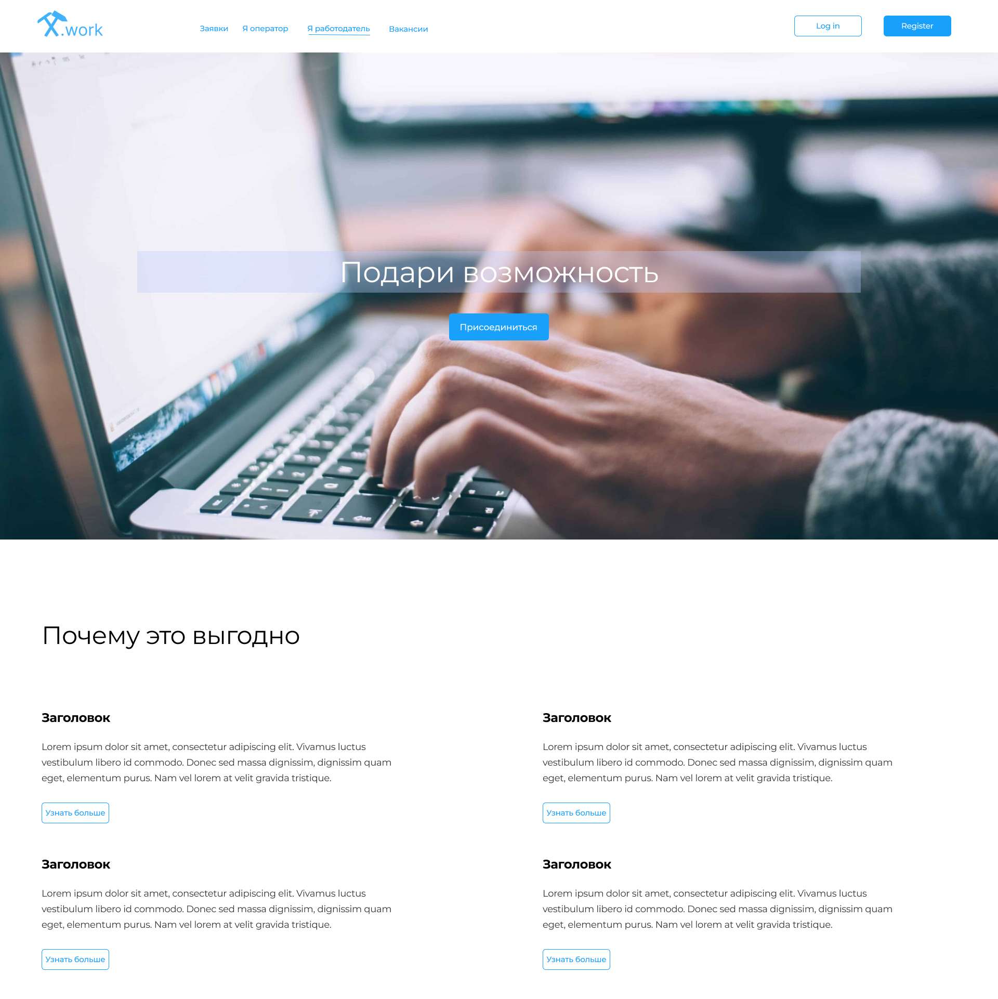 .work
Заявки Я оператор Я работодатель Вакансии Log in Register
Подари возможность
Присоединиться
Почему это выгодно
Заголовок
Lorem ipsum dolor sit amet, consectetur adipiscing elit. Vivamus luctus
vestibulum libero id commodo. Donec sed massa dignissim, dignissim quam
eget, elementum purus. Nam vel lorem at velit gravida tristique.
Узнать больше
Заголовок
Lorem ipsum dolor sit amet, consectetur adipiscing elit. Vivamus luctus
vestibulum libero id commodo. Donec sed massa dignissim, dignissim quam
eget, elementum purus. Nam vel lorem at velit gravida tristique.
Узнать больше
Заголовок
Lorem ipsum dolor sit amet, consectetur adipiscing elit. Vivamus luctus
vestibulum libero id commodo. Donec sed massa dignissim, dignissim quam
eget, elementum purus. Nam vel lorem at velit gravida tristique.
Узнать больше
Заголовок
Lorem ipsum dolor sit amet, consectetur adipiscing elit. Vivamus luctus
vestibulum libero id commodo. Donec sed massa dignissim, dignissim quam
eget, elementum purus. Nam vel lorem at velit gravida tristique.
Узнать больше